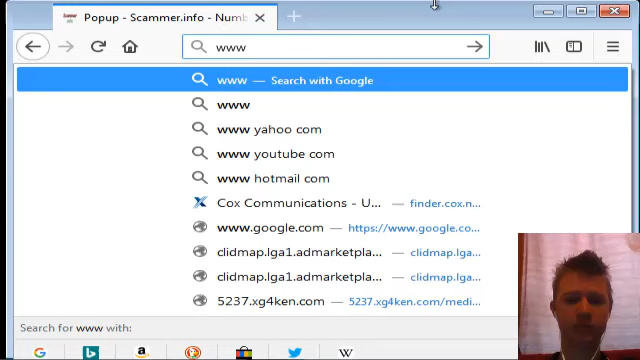 Popup - Scammer.info - Numb
www
www — Search with Google
www
www yahoo com
www youtube com
www hotmail com
Cox Communications - U... — finder.cox.n...
www.google.com — https://www.google.co...
clidmap.lga1.admarketpla... — clidmap.lga...
clidmap.lga1.admarketpla... — clidmap.lga...
5237.xg4ken.com — 5237.xg4ken.com/medi...
Search for www with: